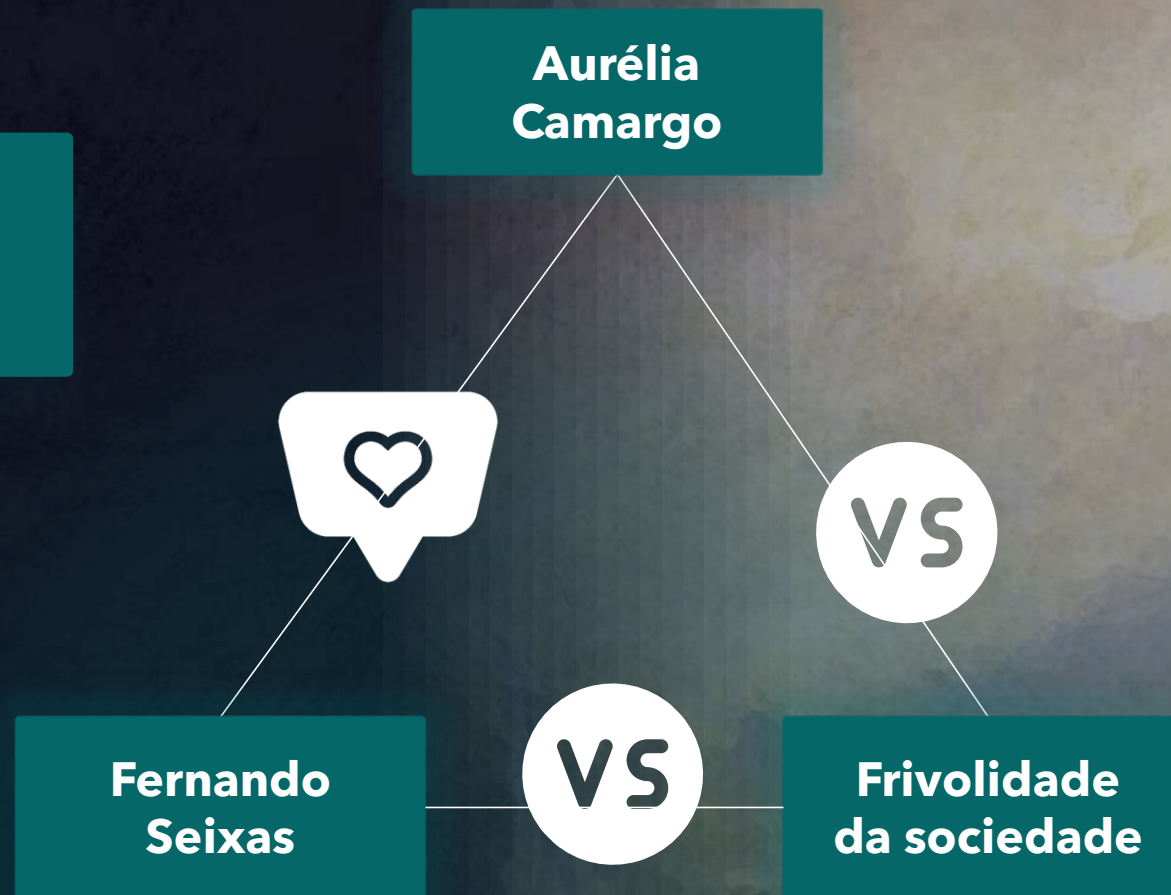 Aurélia
Camargo
VS
VS
Fernando
Seixas
Frivolidade
da sociedade